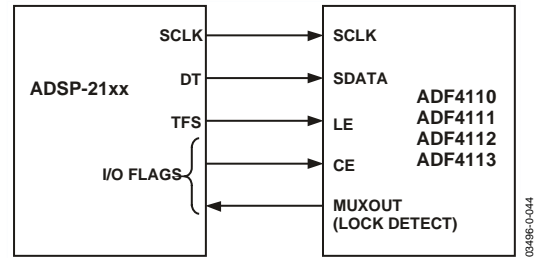 ADSP-21xx
SCLK
DT
TFS
I/O FLAGS
SCLK
SDATA
LE
CE
MUXOUT
(LOCK DETECT)
ADF4110
ADF4111
ADF4112
ADF4113
03496-0-044